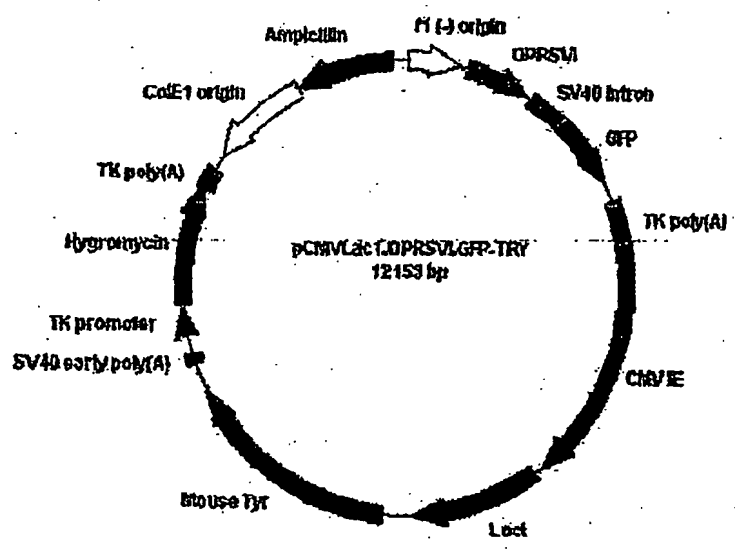 Ampicillin
f1 (-) origin
OPRSVI
SV40 Intron
GFP
TK poly(A)
CMV IE
LacI
Mouse Tyr
SV40 early poly(A)
TK promoter
Hygromycin
TK poly(A)
ColE1 origin
pCMVLacI.OPRSVI.GFP-TRY
12153 bp